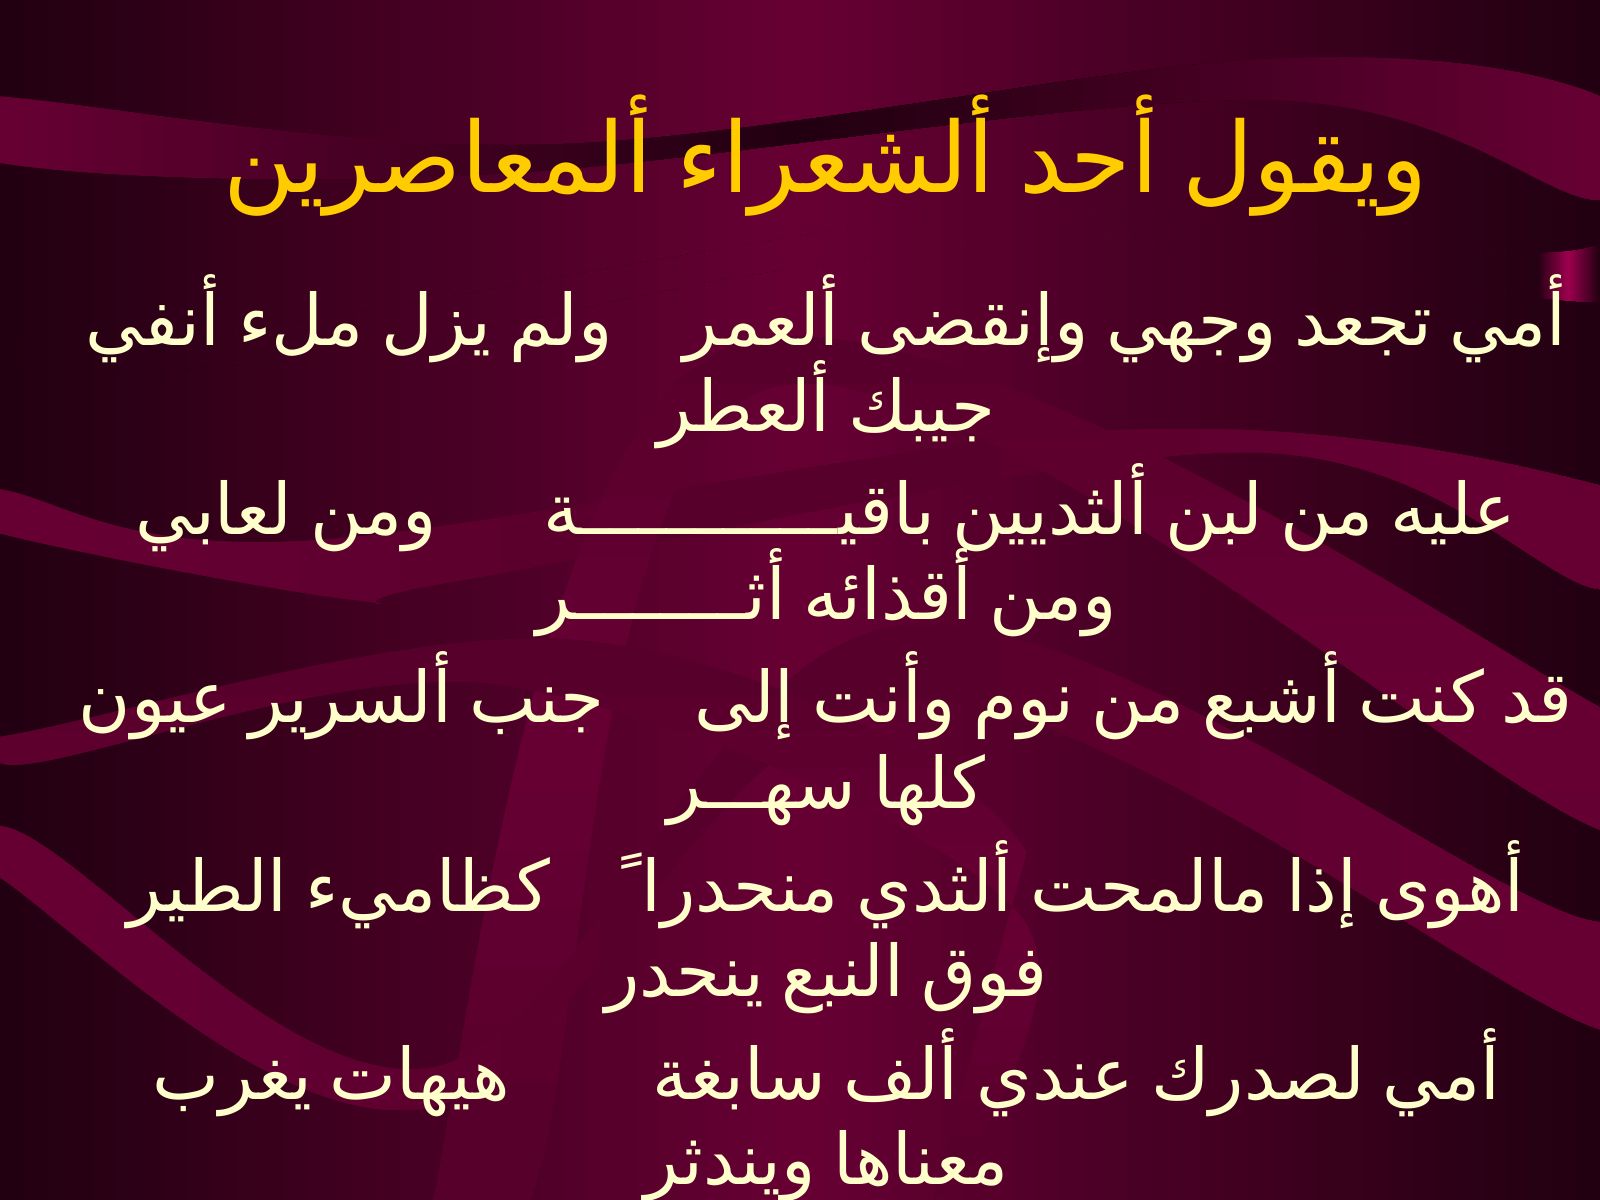 ويقول أحد ألشعراء ألمعاصرين
أمي تجعد وجهي وإنقضى ألعمر ولم يزل ملء أنفي
جيبك ألعطر
عليه من لبن ألثديين باقيـــــــــــــة ومن لعابي
ومن أقذائه أثـــــــــر
قد كنت أشبع من نوم وأنت إلى جنب ألسرير عيون
كلها سهـــر
أهوى إذا مالمحت ألثدي منحدرا ً كظاميء الطير
فوق النبع ينحدر
أمي لصدرك عندي ألف سابغة هيهات يغرب
معناها ويندثر